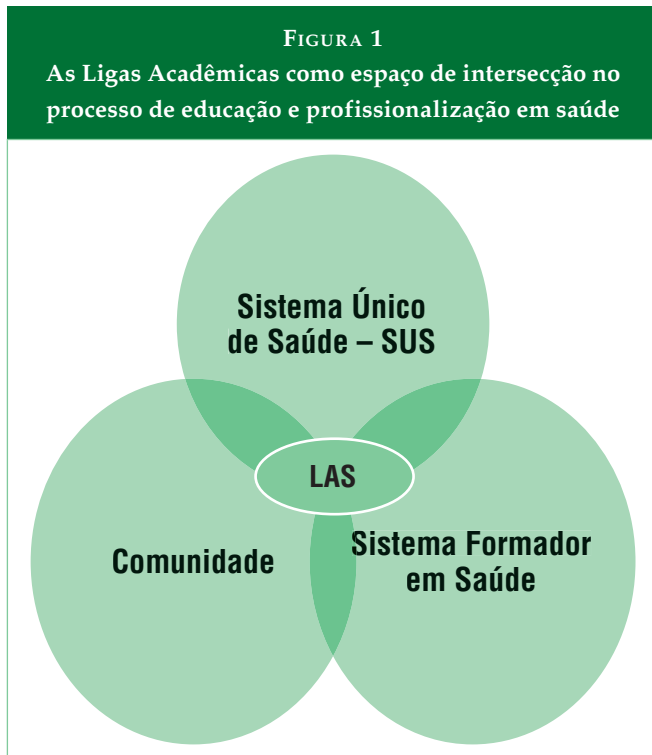 FIGURA 1
As Ligas Acadêmicas como espaço de intersecção no
processo de educação e profissionalização em saúde
Sistema Único
de Saúde – SUS
LAS
Comunidade
Sistema Formador
em Saúde